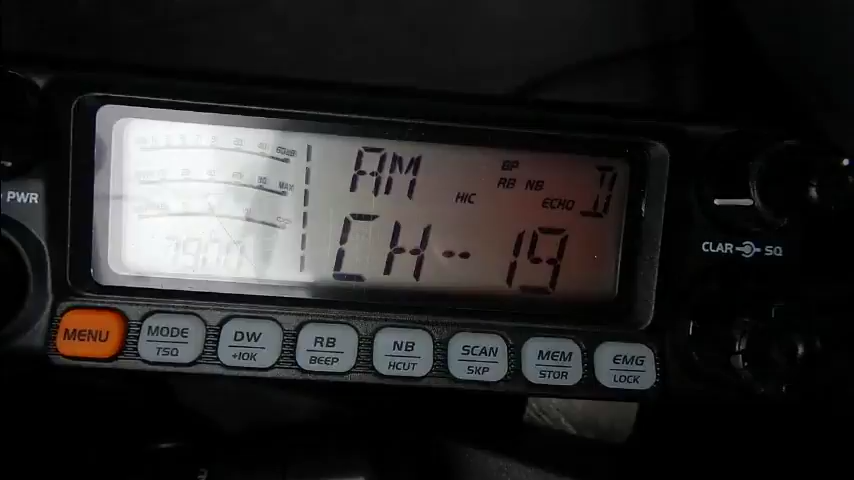 AM
BP
RB NB
HIC
ECHO
D
CH-- 19
PWR
CLAR SQ
MENU
MODE
TSQ
DW
+10K
RB
BEEP
NB
HCUT
SCAN
SKP
MEM
STOR
EMG
LOCK